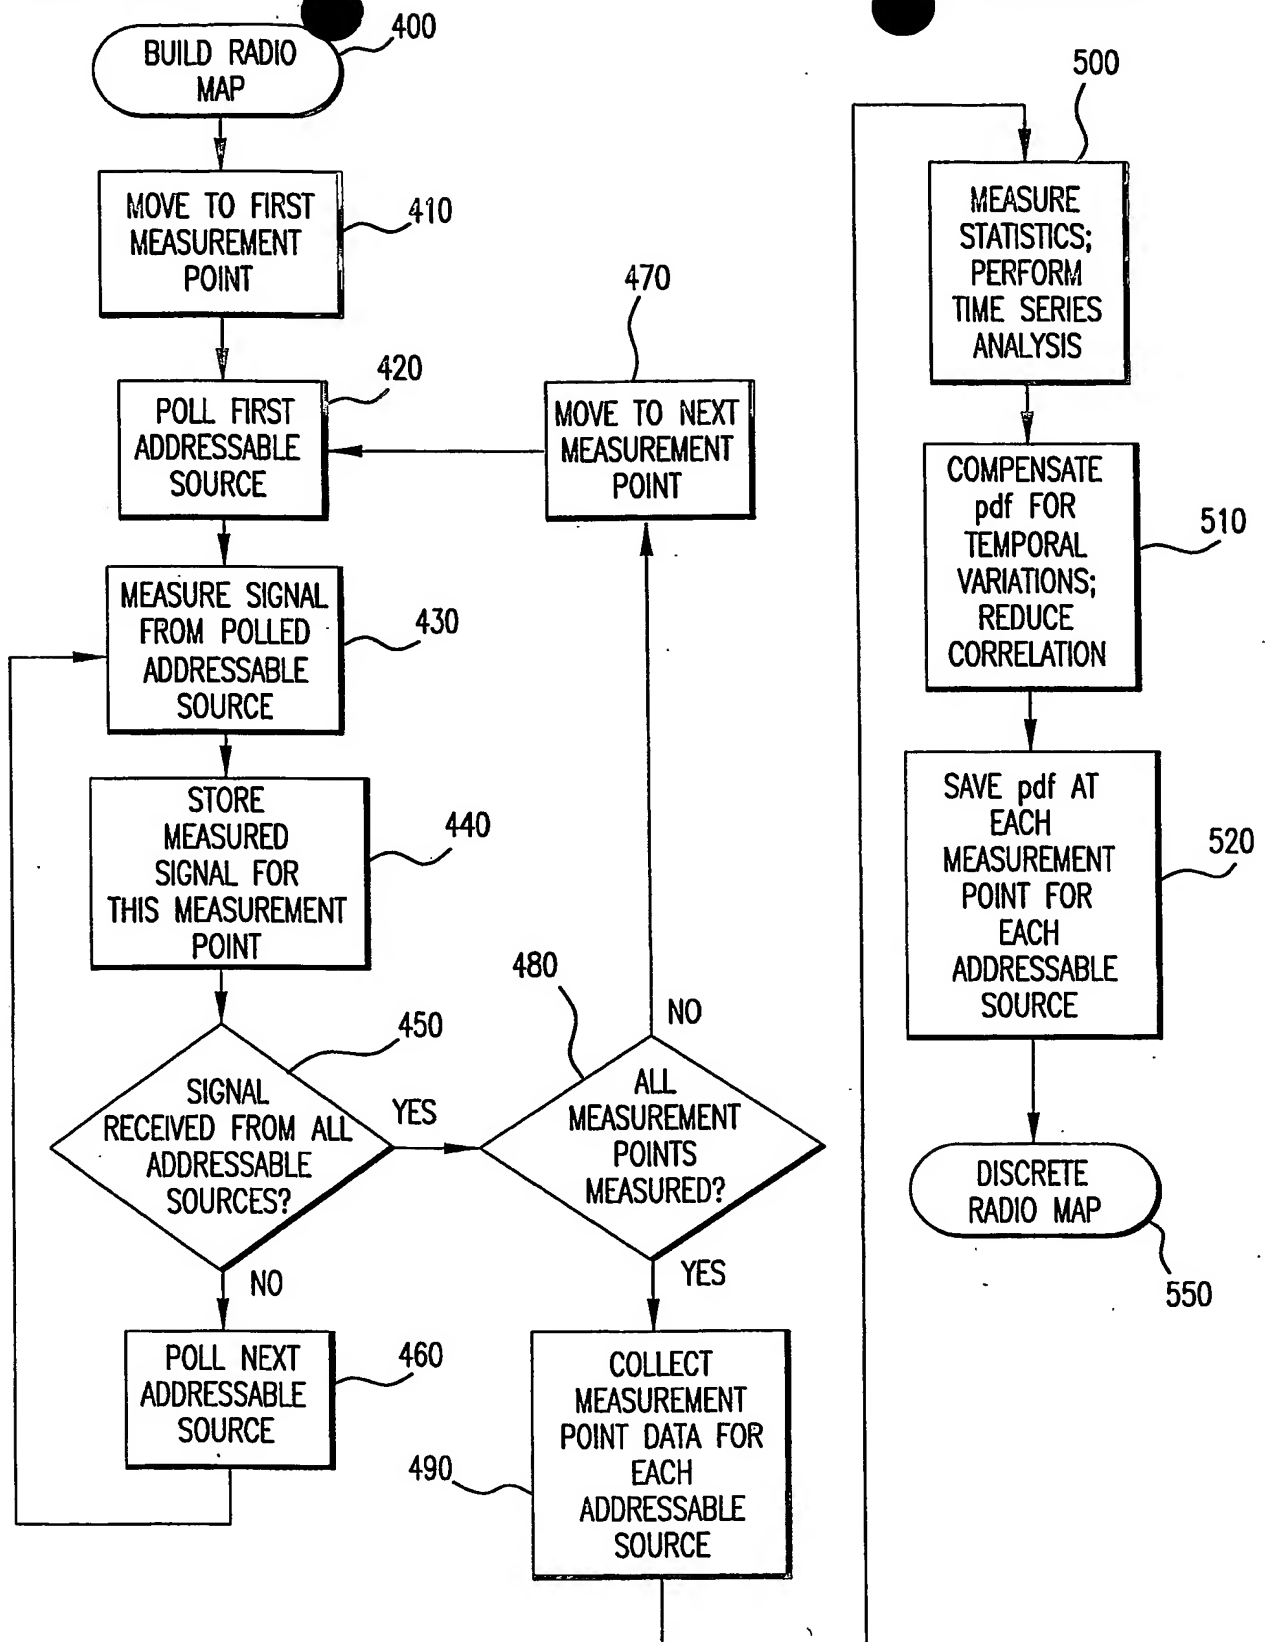 BUILD RADIO
MAP
400
MOVE TO FIRST
MEASUREMENT
POINT
410
POLL FIRST
ADDRESSABLE
SOURCE
420
MEASURE SIGNAL
FROM POLLED
ADDRESSABLE
SOURCE
430
STORE
MEASURED
SIGNAL FOR
THIS MEASUREMENT
POINT
440
SIGNAL
RECEIVED FROM ALL
ADDRESSABLE
SOURCES?
450
YES
NO
POLL NEXT
ADDRESSABLE
SOURCE
460
470
MOVE TO NEXT
MEASUREMENT
POINT
480
NO
ALL
MEASUREMENT
POINTS
MEASURED?
YES
COLLECT
MEASUREMENT
POINT DATA FOR
EACH
ADDRESSABLE
SOURCE
490
500
MEASURE
STATISTICS;
PERFORM
TIME SERIES
ANALYSIS
COMPENSATE
pdf FOR
TEMPORAL
VARIATIONS;
REDUCE
CORRELATION
510
SAVE pdf AT
EACH
MEASUREMENT
POINT FOR
EACH
ADDRESSABLE
SOURCE
520
DISCRETE
RADIO MAP
550